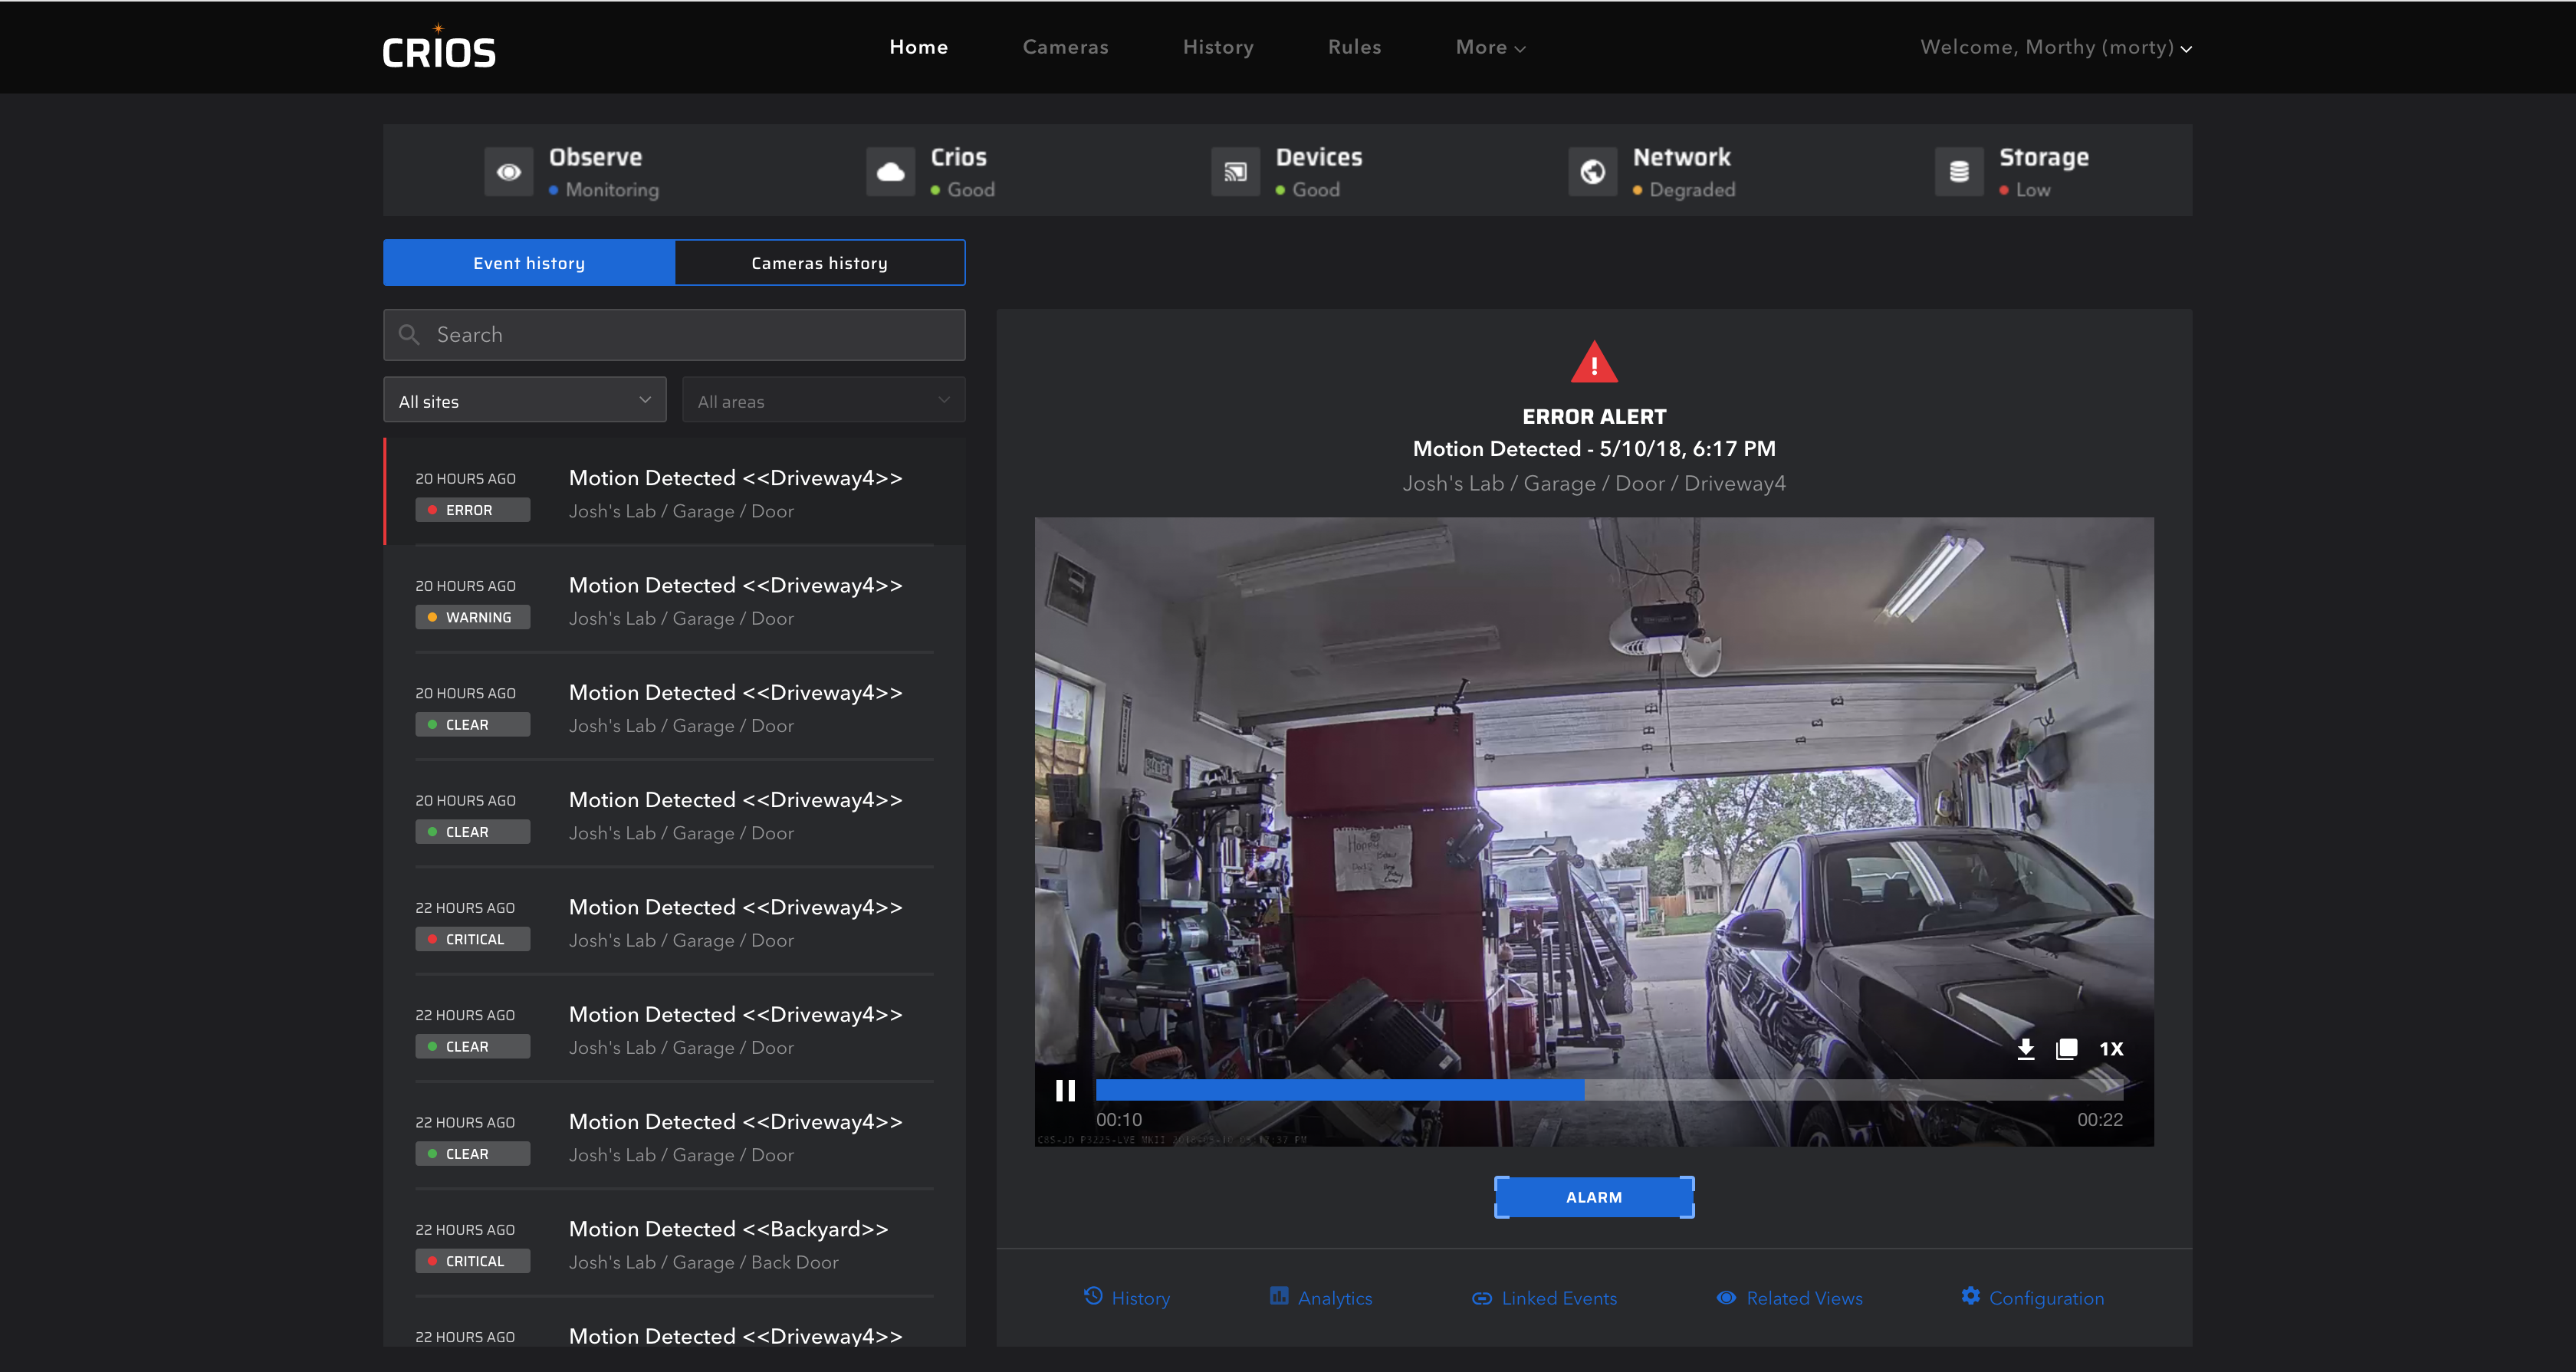 CRIOS
Home
Cameras
History
Rules
More
Welcome, Morthy (morty)
Observe
Monitoring
Crios
Good
Devices
Good
Network
Degraded
Storage
Low
Event history
Cameras history
Search
All sites
All areas
20 HOURS AGO
Motion Detected <<Driveway4>>
ERROR
Josh's Lab / Garage / Door
20 HOURS AGO
Motion Detected <<Driveway4>>
WARNING
Josh's Lab / Garage / Door
20 HOURS AGO
Motion Detected <<Driveway4>>
CLEAR
Josh's Lab / Garage / Door
20 HOURS AGO
Motion Detected <<Driveway4>>
CLEAR
Josh's Lab / Garage / Door
22 HOURS AGO
Motion Detected <<Driveway4>>
CRITICAL
Josh's Lab / Garage / Door
22 HOURS AGO
Motion Detected <<Driveway4>>
CLEAR
Josh's Lab / Garage / Door
22 HOURS AGO
Motion Detected <<Driveway4>>
CLEAR
Josh's Lab / Garage / Door
22 HOURS AGO
Motion Detected <<Backyard>>
CRITICAL
Josh's Lab / Garage / Back Door
22 HOURS AGO
Motion Detected <<Driveway4>>
ERROR ALERT
Motion Detected - 5/10/18, 6:17 PM
Josh's Lab / Garage / Door / Driveway4
1X
00:10
00:22
P3225-LVE MKII
ALARM
History
Analytics
Linked Events
Related Views
Configuration